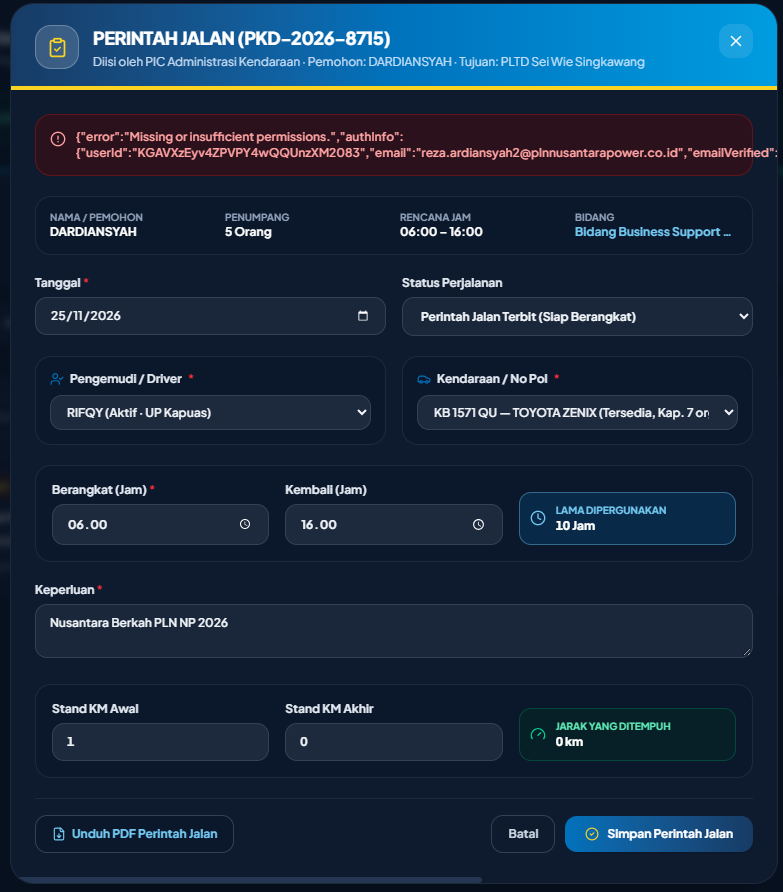 PERINTAH JALAN (PKD-2026-8715)
Diisi oleh PIC Administrasi Kendaraan · Pemohon: DARDIANSYAH · Tujuan: PLTD Sei Wie Singkawang
{"error":"Missing or insufficient permissions.","authInfo":
{"userId":"KGAVXzEyv4ZPVPY4wQQUnzXM2083","email":"reza.ardiansyah2@plnnusantarapower.co.id","emailVerified":
NAMA / PEMOHON
DARDIANSYAH
PENUMPANG
5 Orang
RENCANA JAM
06:00 – 16:00
BIDANG
Bidang Business Support ...
Tanggal *
25/11/2026
Status Perjalanan
Perintah Jalan Terbit (Siap Berangkat)
Pengemudi / Driver *
RIFQY (Aktif · UP Kapuas)
Kendaraan / No Pol *
KB 1571 QU — TOYOTA ZENIX (Tersedia, Kap. 7 or
Berangkat (Jam) *
06.00
Kembali (Jam)
16.00
LAMA DIPERGUNAKAN
10 Jam
Keperluan *
Nusantara Berkah PLN NP 2026
Stand KM Awal
1
Stand KM Akhir
0
JARAK YANG DITEMPUH
0 km
Unduh PDF Perintah Jalan
Batal
Simpan Perintah Jalan